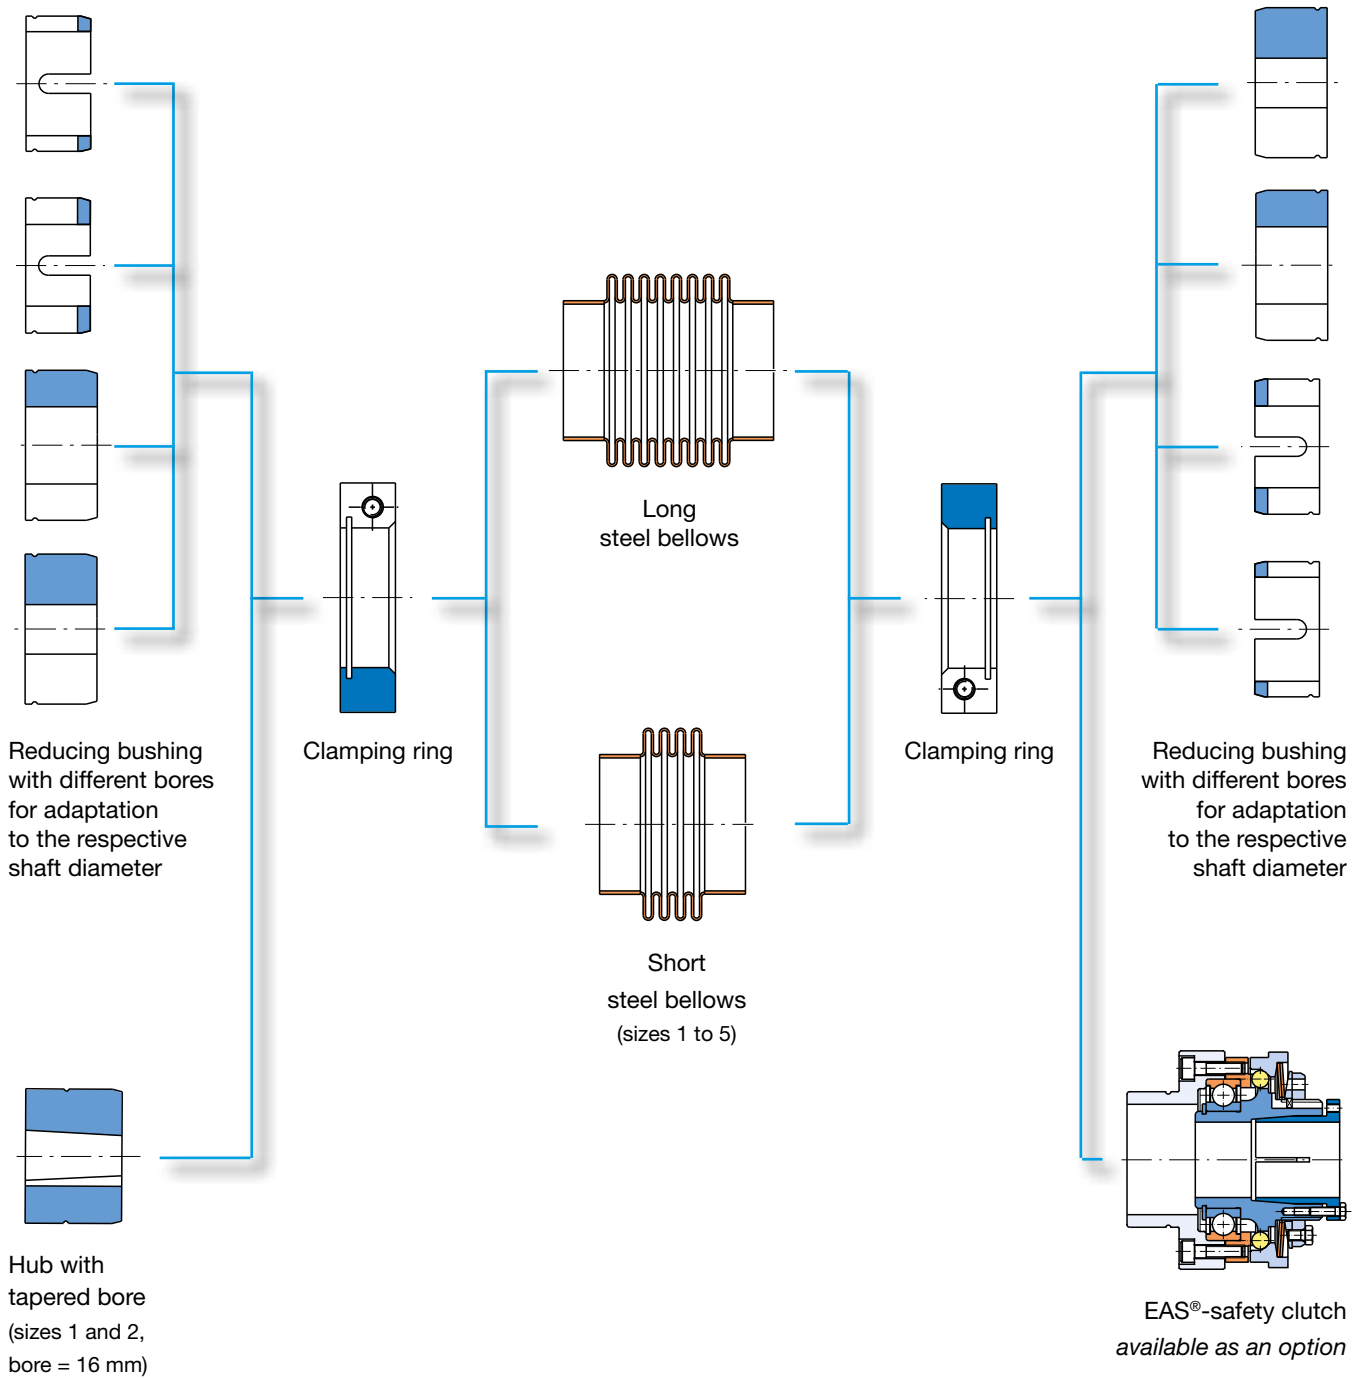 Long
steel bellows
Reducing bushing
with different bores
for adaptation
to the respective
shaft diameter
Clamping ring
Clamping ring
Reducing bushing
with different bores
for adaptation
to the respective
shaft diameter
Short
steel bellows
(sizes 1 to 5)
Hub with
tapered bore
(sizes 1 and 2,
bore = 16 mm)
EAS®-safety clutch
available as an option